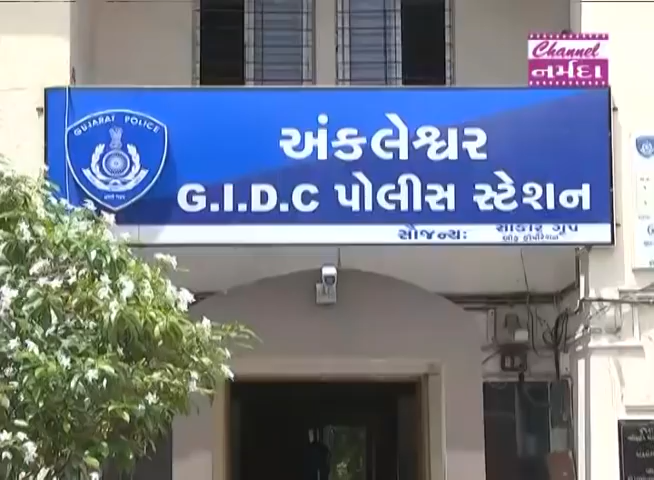 Channel
નર્મદા
GUJARAT POLICE
અંકલેશ્વર
G.I.D.C પોલીસ સ્ટેશન
સૌજન્ય: સાકાર ગ્રુપ